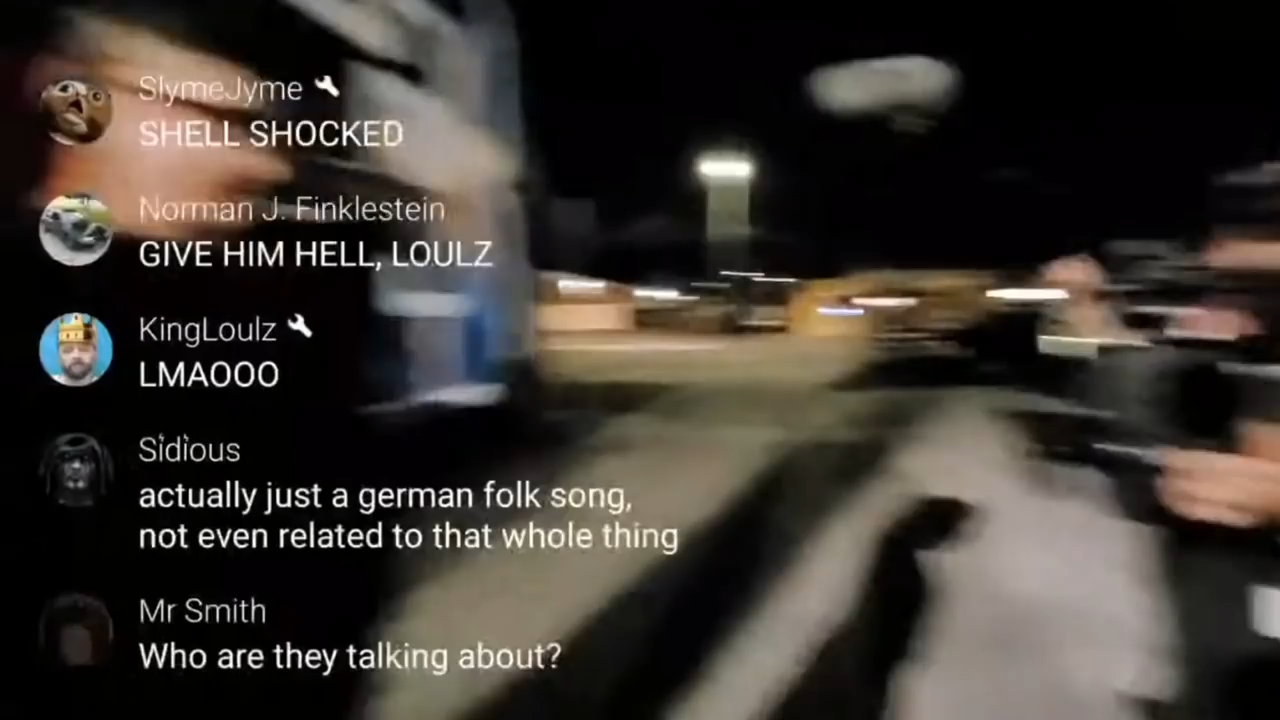 SlymeJyme
SHELL SHOCKED
Norman J. Finklestein
GIVE HIM HELL, LOULZ
KingLoulz
LMAOOO
Sidious
actually just a german folk song,
not even related to that whole thing
Mr Smith
Who are they talking about?